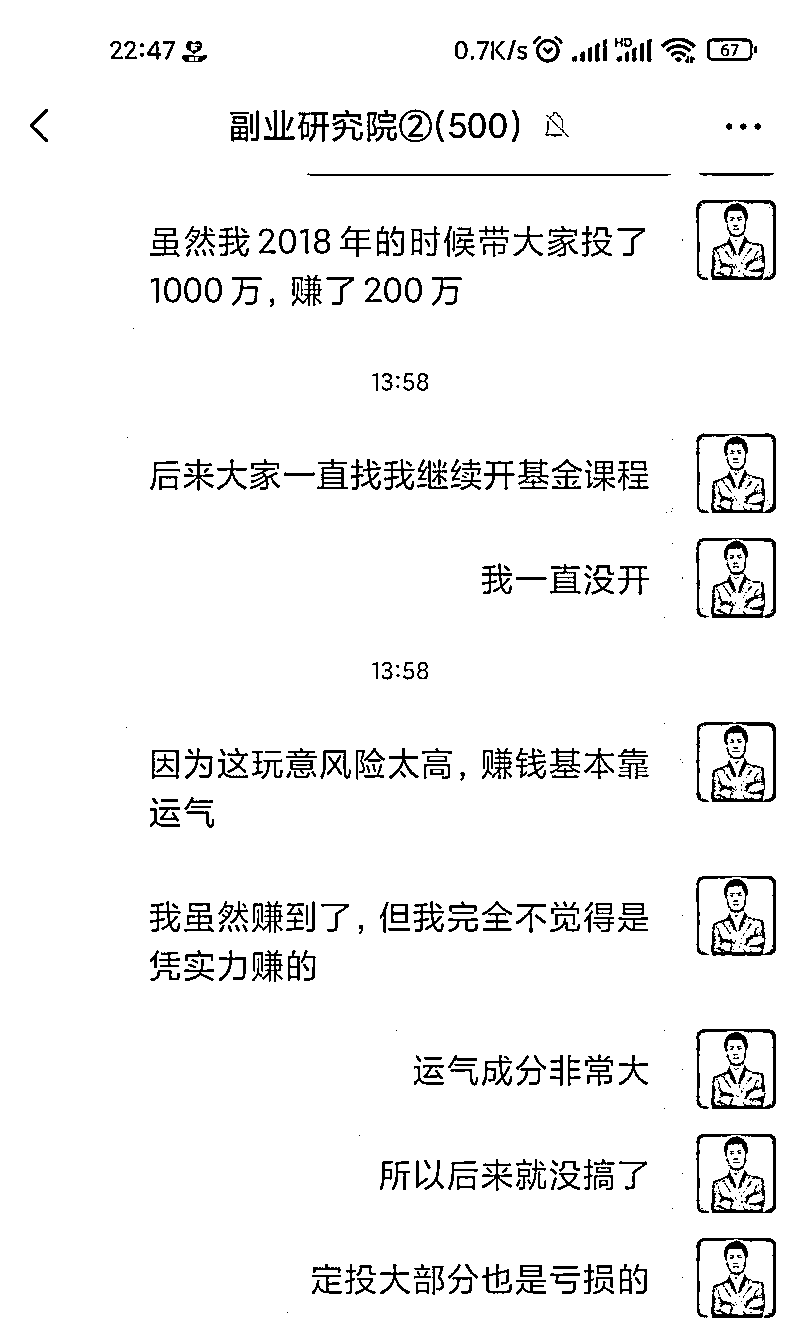 22:47
0.7K/s
HD
67
副业研究院②(500)
虽然我2018年的时候带大家投了
1000万，赚了200万
13:58
后来大家一直找我继续开基金课程
我一直没开
13:58
因为这玩意风险太高，赚钱基本靠
运气
我虽然赚到了，但我完全不觉得是
凭实力赚的
运气成分非常大
所以后来就没搞了
定投大部分也是亏损的